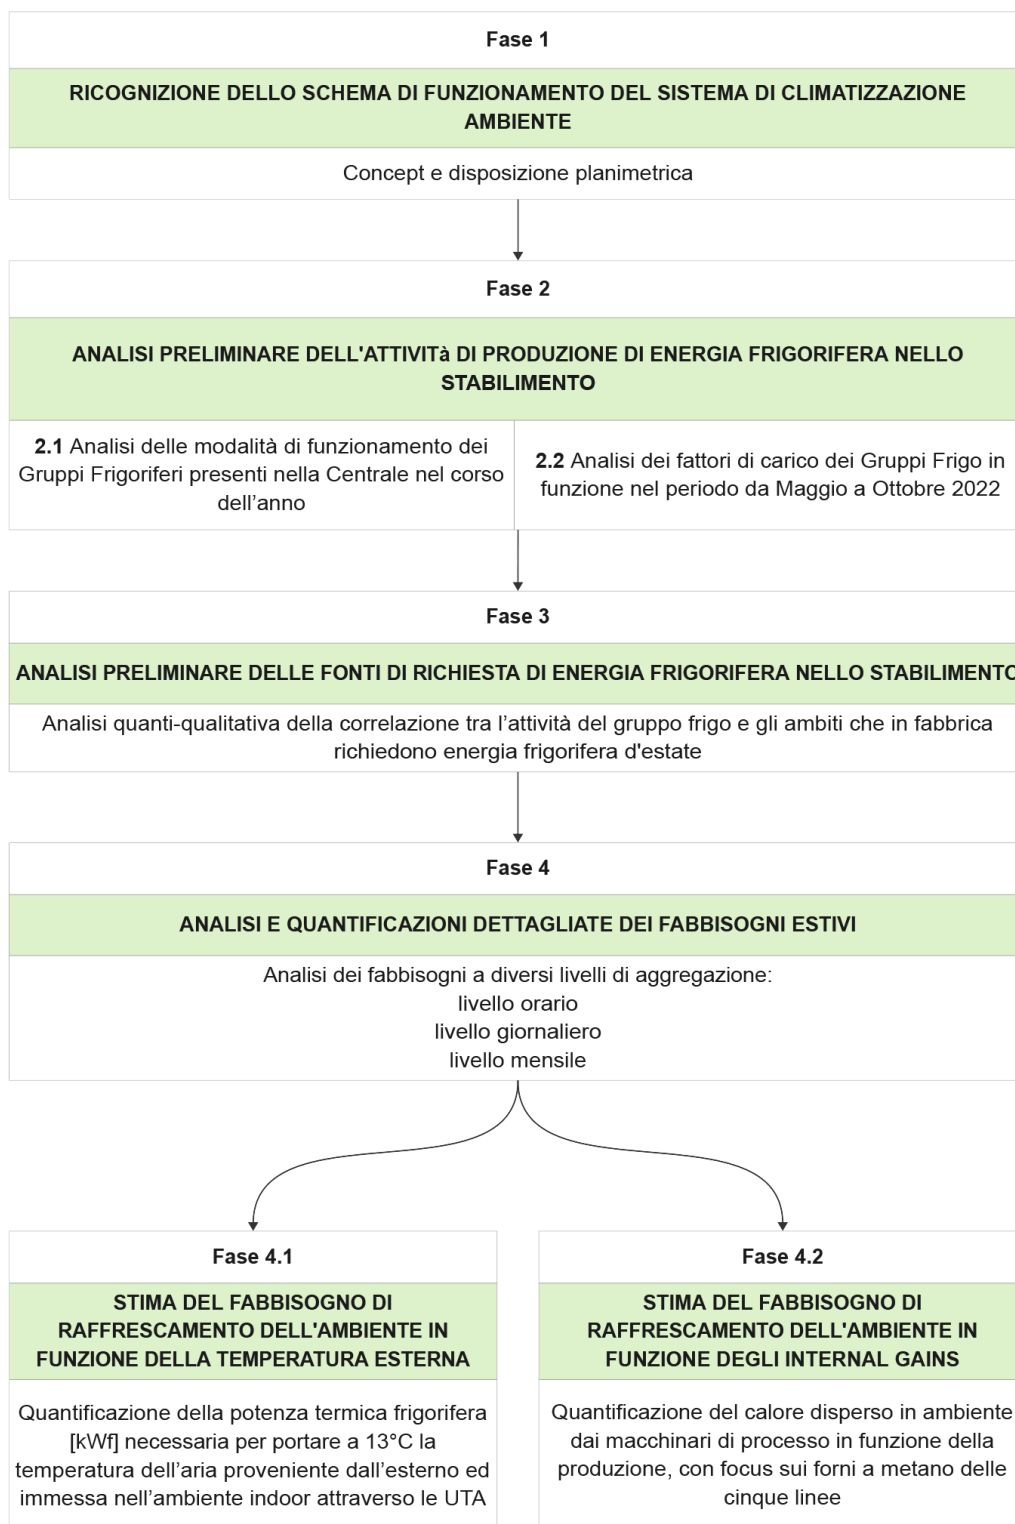 Fase 1
RICOGNIZIONE DELLO SCHEMA DI FUNZIONAMENTO DEL SISTEMA DI CLIMATIZZAZIONE
AMBIENTE
Concept e disposizione planimetrica
Fase 2
ANALISI PRELIMINARE DELL'ATTIVITà DI PRODUZIONE DI ENERGIA FRIGORIFERA NELLO
STABILIMENTO
2.1 Analisi delle modalità di funzionamento dei
Gruppi Frigoriferi presenti nella Centrale nel corso
dell’anno
2.2 Analisi dei fattori di carico dei Gruppi Frigo in
funzione nel periodo da Maggio a Ottobre 2022
Fase 3
ANALISI PRELIMINARE DELLE FONTI DI RICHIESTA DI ENERGIA FRIGORIFERA NELLO STABILIMENTO
Analisi quanti-qualitativa della correlazione tra l’attività del gruppo frigo e gli ambiti che in fabbrica
richiedono energia frigorifera d'estate
Fase 4
ANALISI E QUANTIFICAZIONI DETTAGLIATE DEI FABBISOGNI ESTIVI
Analisi dei fabbisogni a diversi livelli di aggregazione:
livello orario
livello giornaliero
livello mensile
Fase 4.1
STIMA DEL FABBISOGNO DI
RAFFRESCAMENTO DELL'AMBIENTE IN
FUNZIONE DELLA TEMPERATURA ESTERNA
Quantificazione della potenza termica frigorifera
[kWf] necessaria per portare a 13°C la
temperatura dell’aria proveniente dall’esterno ed
immessa nell’ambiente indoor attraverso le UTA
Fase 4.2
STIMA DEL FABBISOGNO DI
RAFFRESCAMENTO DELL'AMBIENTE IN
FUNZIONE DEGLI INTERNAL GAINS
Quantificazione del calore disperso in ambiente
dai macchinari di processo in funzione della
produzione, con focus sui forni a metano delle
cinque linee